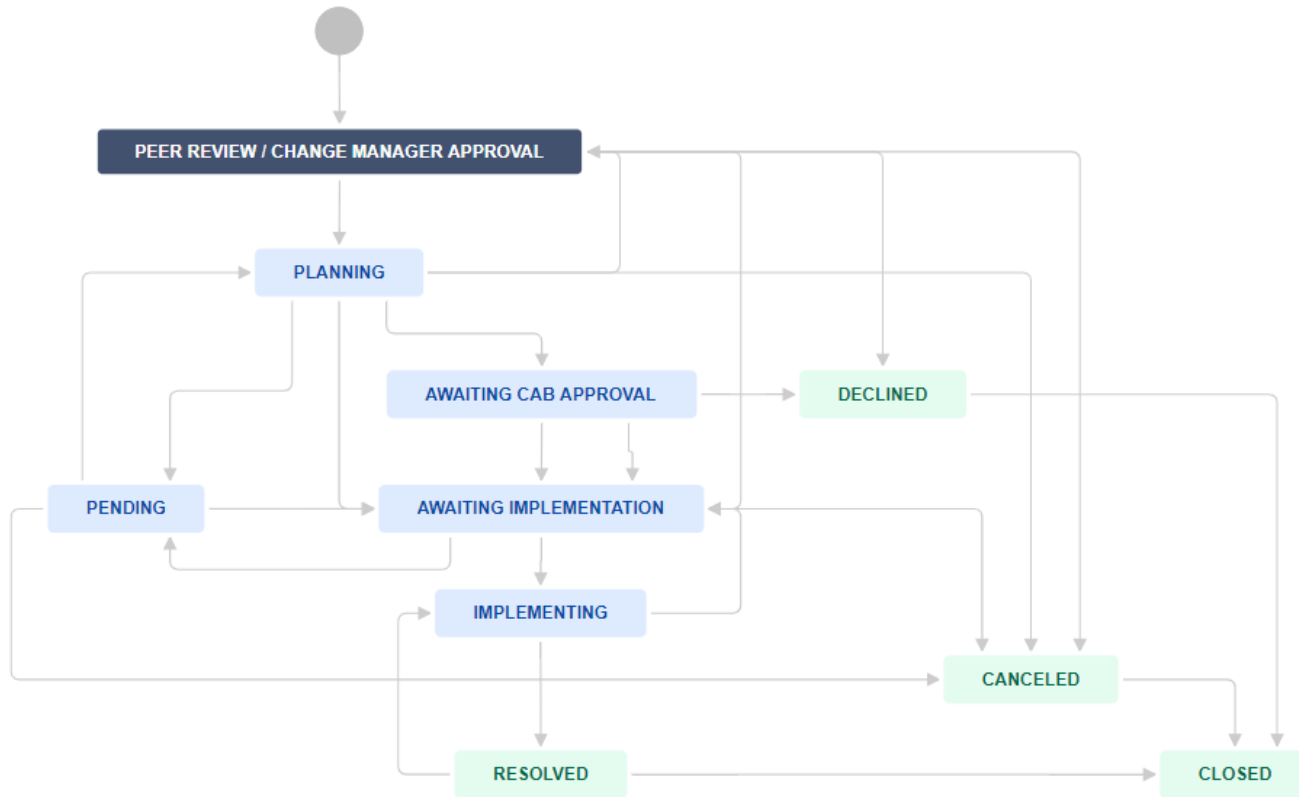 PEER REVIEW / CHANGE MANAGER APPROVAL
PLANNING
AWAITING CAB APPROVAL
DECLINED
PENDING
AWAITING IMPLEMENTATION
IMPLEMENTING
CANCELED
RESOLVED
CLOSED